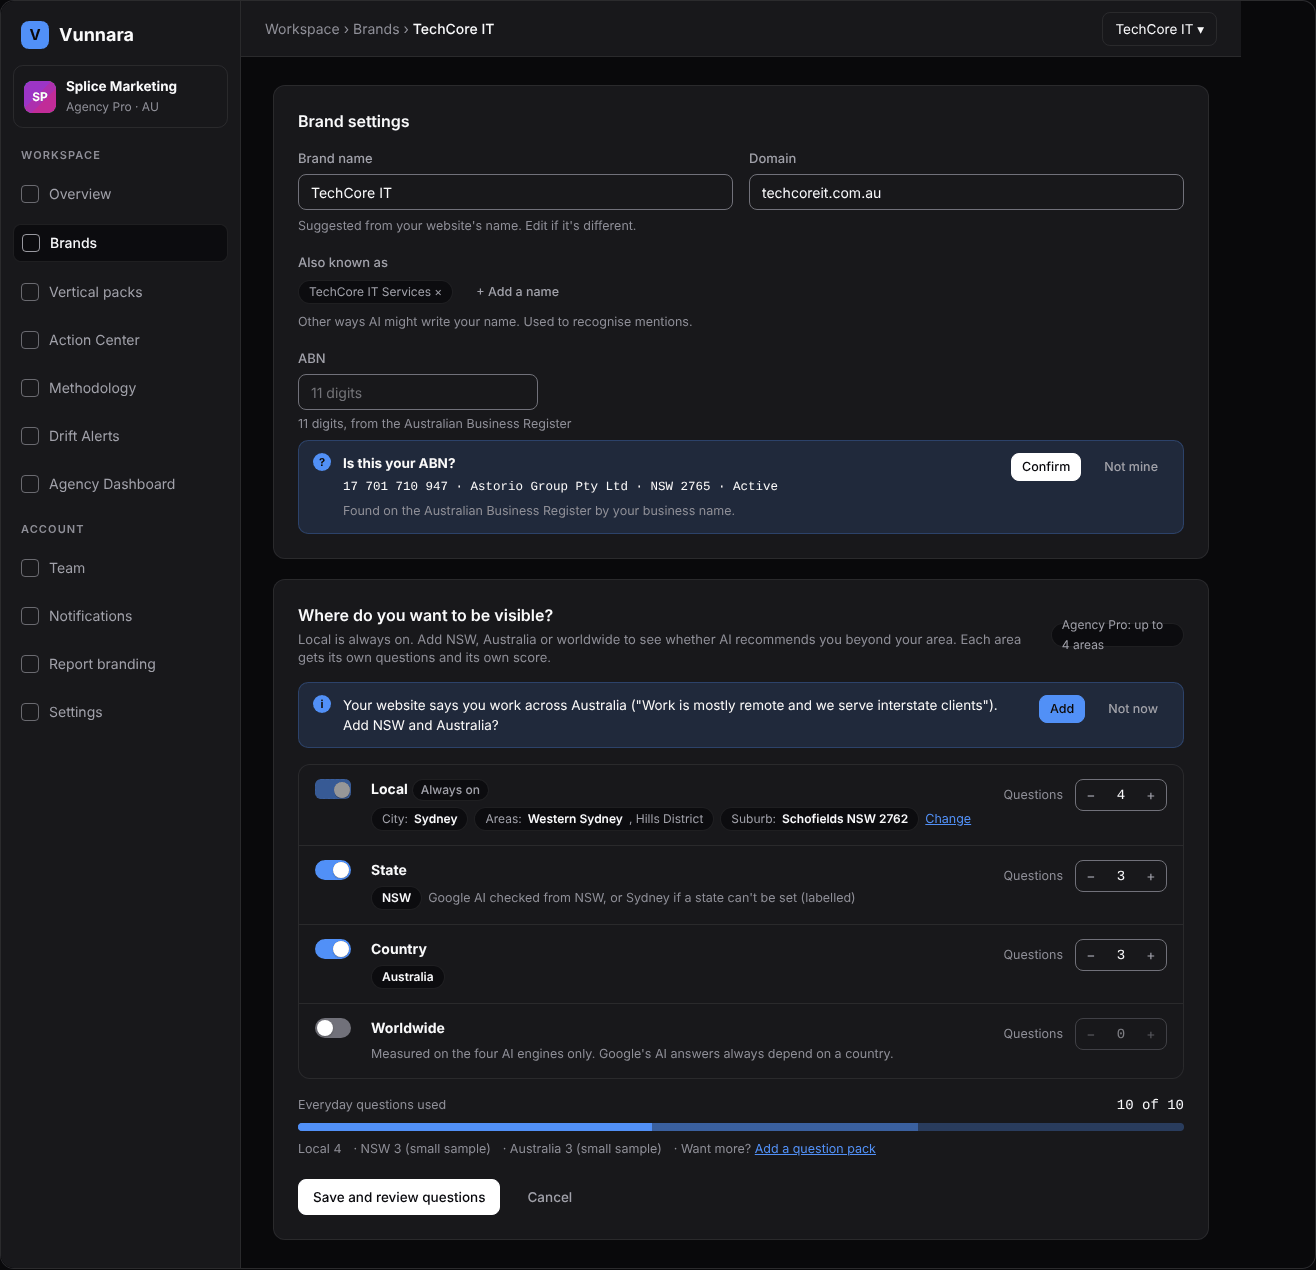 V Vunnara
SP Splice Marketing
Agency Pro · AU
WORKSPACE
Overview
Brands
Vertical packs
Action Center
Methodology
Drift Alerts
Agency Dashboard
ACCOUNT
Team
Notifications
Report branding
Settings
Workspace › Brands › TechCore IT
TechCore IT ▾
Brand settings
Brand name
TechCore IT
Suggested from your website's name. Edit if it's different.
Domain
techcoreit.com.au
Also known as
TechCore IT Services × + Add a name
Other ways AI might write your name. Used to recognise mentions.
ABN
11 digits
11 digits, from the Australian Business Register
? Is this your ABN?
17 701 710 947 · Astorio Group Pty Ltd · NSW 2765 · Active
Found on the Australian Business Register by your business name.
Confirm Not mine
Where do you want to be visible?
Local is always on. Add NSW, Australia or worldwide to see whether AI recommends you beyond your area. Each area
gets its own questions and its own score.
Agency Pro: up to
4 areas
i Your website says you work across Australia ("Work is mostly remote and we serve interstate clients").
Add NSW and Australia?
Add Not now
Local Always on
City: Sydney Areas: Western Sydney , Hills District Suburb: Schofields NSW 2762 Change
Questions − 4 +
State
NSW Google AI checked from NSW, or Sydney if a state can't be set (labelled)
Questions − 3 +
Country
Australia
Questions − 3 +
Worldwide
Measured on the four AI engines only. Google's AI answers always depend on a country.
Questions − 0 +
Everyday questions used 10 of 10
Local 4 · NSW 3 (small sample) · Australia 3 (small sample) · Want more? Add a question pack
Save and review questions Cancel